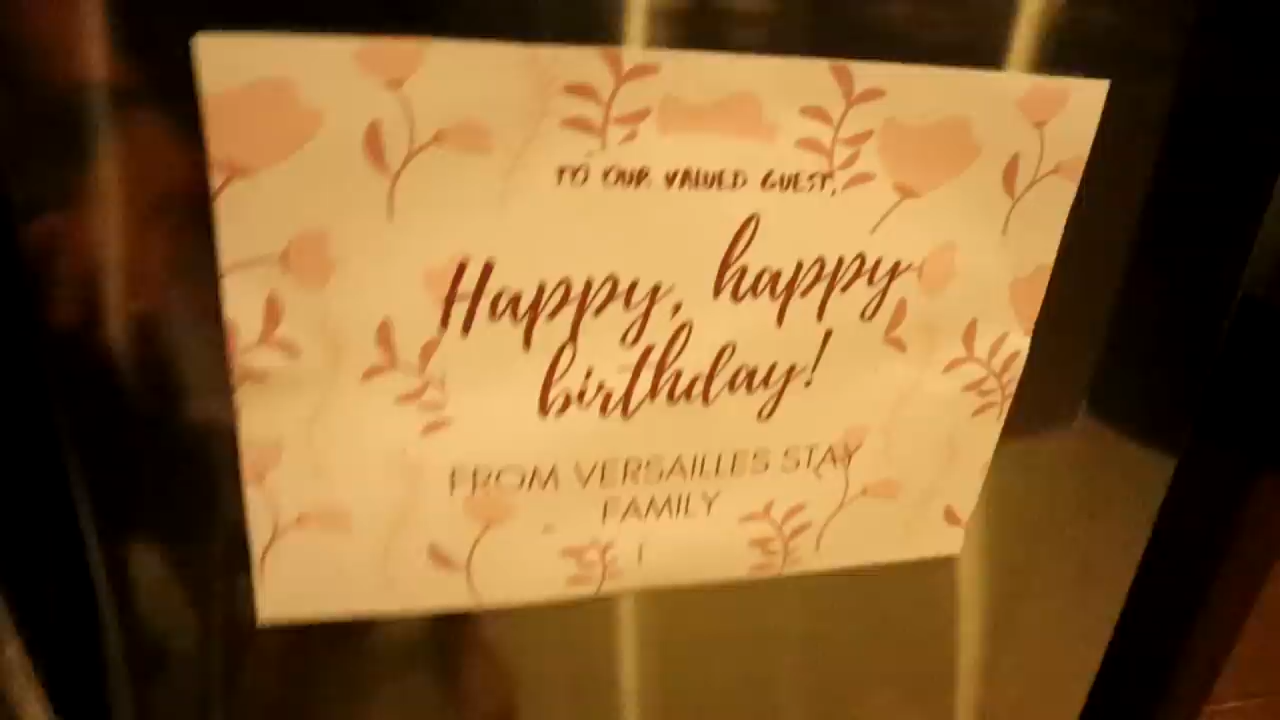 TO OUR VALUED GUEST,
Happy, happy
birthday!
FROM VERSAILLES STAY
FAMILY